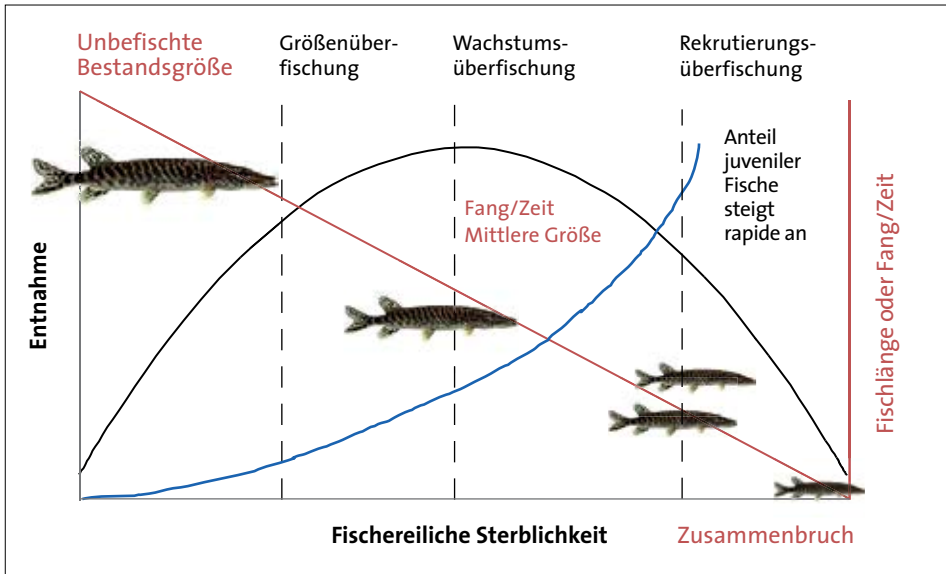 Unbefischte
Bestandsgröße
Größenüber-
fischung
Wachstums-
überfischung
Rekrutierungs-
überfischung
Anteil
juveniler
Fische
steigt
rapide an
Fang/Zeit
Mittlere Größe
Entnahme
Fischlänge oder Fang/Zeit
Fischereiliche Sterblichkeit
Zusammenbruch